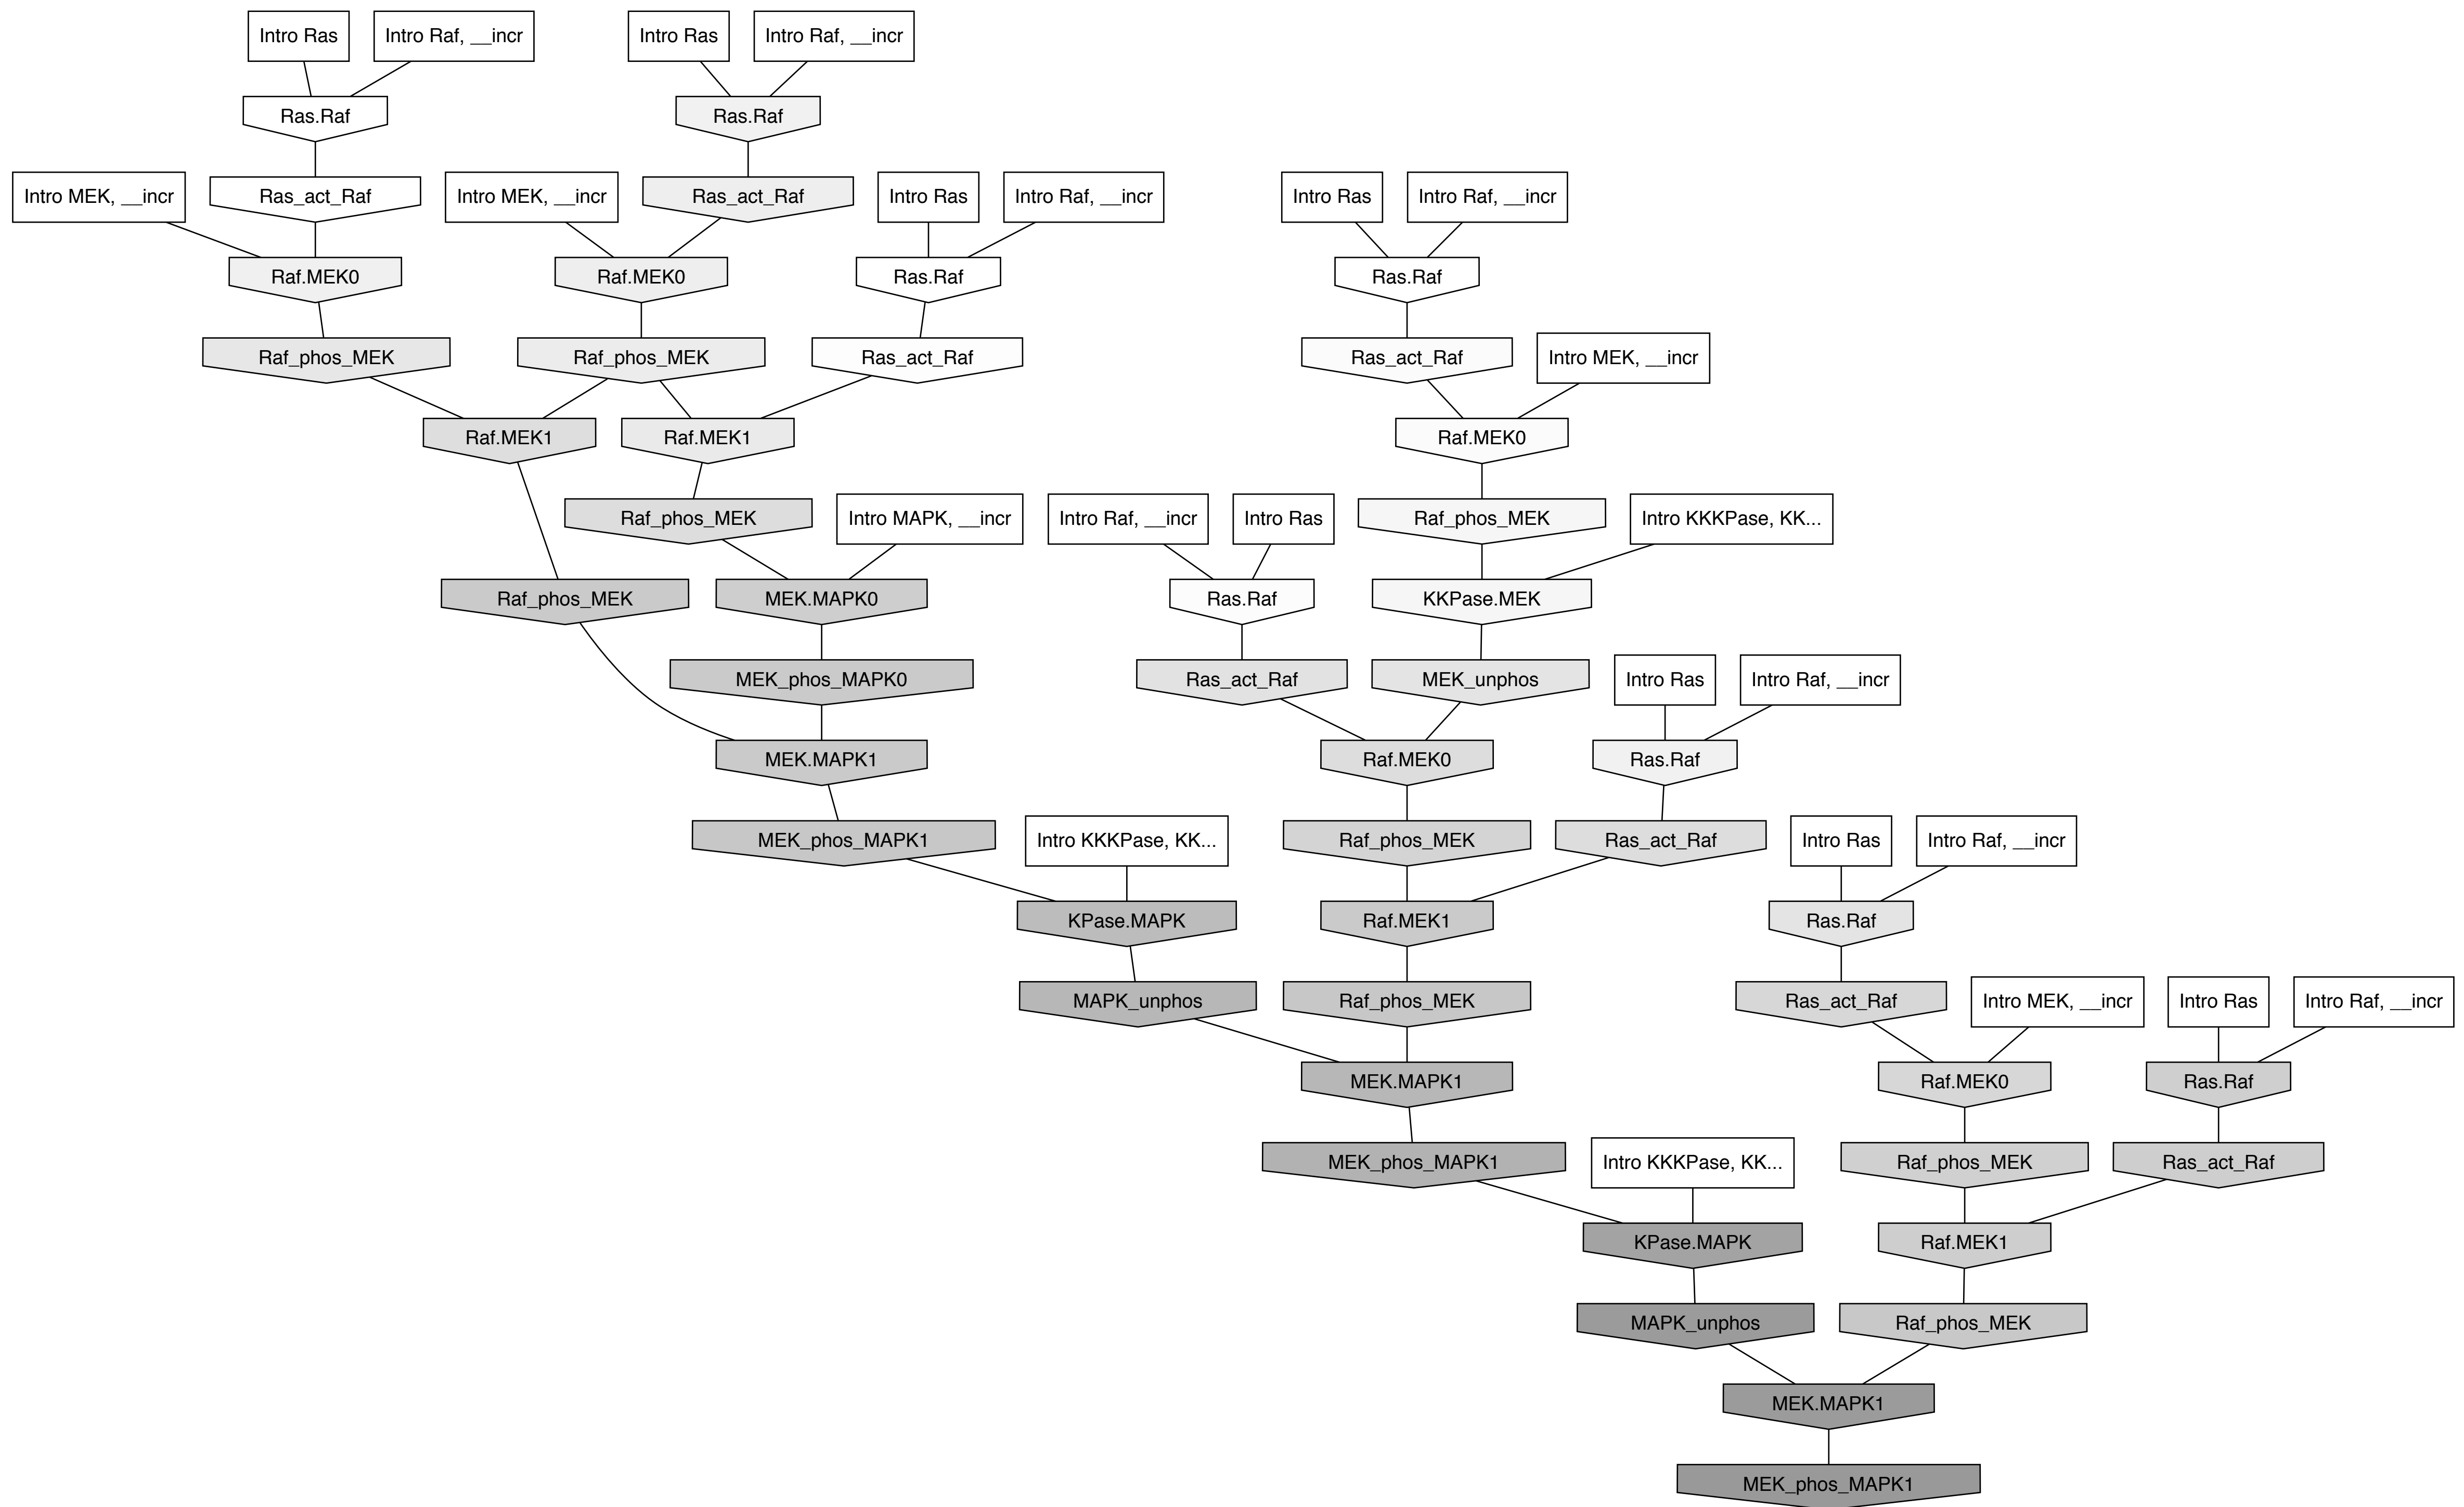 Intro Ras
Intro Raf, __incr
Intro Ras
Intro Raf, __incr
Ras.Raf
Ras.Raf
Intro MEK, __incr
Ras_act_Raf
Intro MEK, __incr
Ras_act_Raf
Intro Ras
Intro Raf, __incr
Intro Ras
Intro Raf, __incr
Raf.MEK0
Raf.MEK0
Ras.Raf
Ras.Raf
Raf_phos_MEK
Raf_phos_MEK
Ras_act_Raf
Ras_act_Raf
Intro MEK, __incr
Raf.MEK1
Raf.MEK1
Raf.MEK0
Raf_phos_MEK
Intro MAPK, __incr
Intro Raf, __incr
Intro Ras
Raf_phos_MEK
Intro KKKPase, KK...
Raf_phos_MEK
MEK.MAPK0
Ras.Raf
KKPase.MEK
MEK_phos_MAPK0
Ras_act_Raf
MEK_unphos
Intro Ras
Intro Raf, __incr
MEK.MAPK1
Raf.MEK0
Ras.Raf
MEK_phos_MAPK1
Intro KKKPase, KK...
Raf_phos_MEK
Ras_act_Raf
Intro Ras
Intro Raf, __incr
KPase.MAPK
Raf.MEK1
Ras.Raf
MAPK_unphos
Raf_phos_MEK
Ras_act_Raf
Intro MEK, __incr
Intro Ras
Intro Raf, __incr
MEK.MAPK1
Raf.MEK0
Ras.Raf
MEK_phos_MAPK1
Intro KKKPase, KK...
Raf_phos_MEK
Ras_act_Raf
KPase.MAPK
Raf.MEK1
MAPK_unphos
Raf_phos_MEK
MEK.MAPK1
MEK_phos_MAPK1